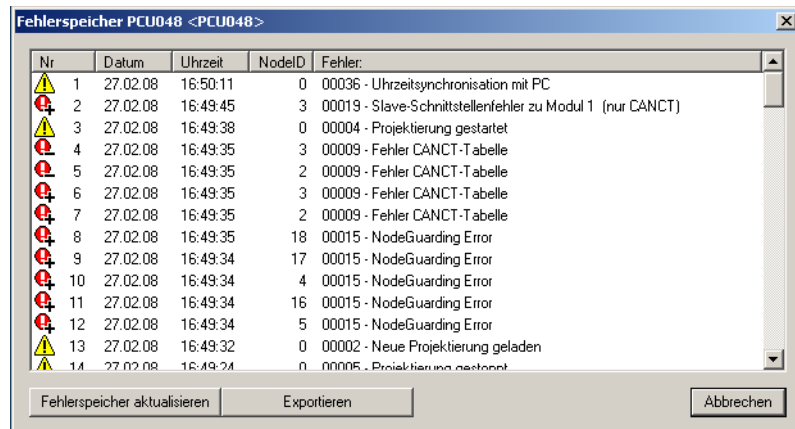 Fehlerspeicher PCU048 <PCU048>
Nr Datum Uhrzeit NodeID Fehler:
1 27.02.08 16:50:11 0 00036 - Uhrzeitsynchronisation mit PC
2 27.02.08 16:49:45 3 00019 - Slave-Schnittstellenfehler zu Modul 1 (nur CANCT)
3 27.02.08 16:49:38 0 00004 - Projektierung gestartet
4 27.02.08 16:49:35 3 00009 - Fehler CANCT-Tabelle
5 27.02.08 16:49:35 2 00009 - Fehler CANCT-Tabelle
6 27.02.08 16:49:35 3 00009 - Fehler CANCT-Tabelle
7 27.02.08 16:49:35 2 00009 - Fehler CANCT-Tabelle
8 27.02.08 16:49:35 18 00015 - NodeGuarding Error
9 27.02.08 16:49:34 17 00015 - NodeGuarding Error
10 27.02.08 16:49:34 4 00015 - NodeGuarding Error
11 27.02.08 16:49:34 16 00015 - NodeGuarding Error
12 27.02.08 16:49:34 5 00015 - NodeGuarding Error
13 27.02.08 16:49:32 0 00002 - Neue Projektierung geladen
14 27.02.08 16:49:24 0 00005 - Projektierung gestoppt
Fehlerspeicher aktualisieren Exportieren Abbrechen